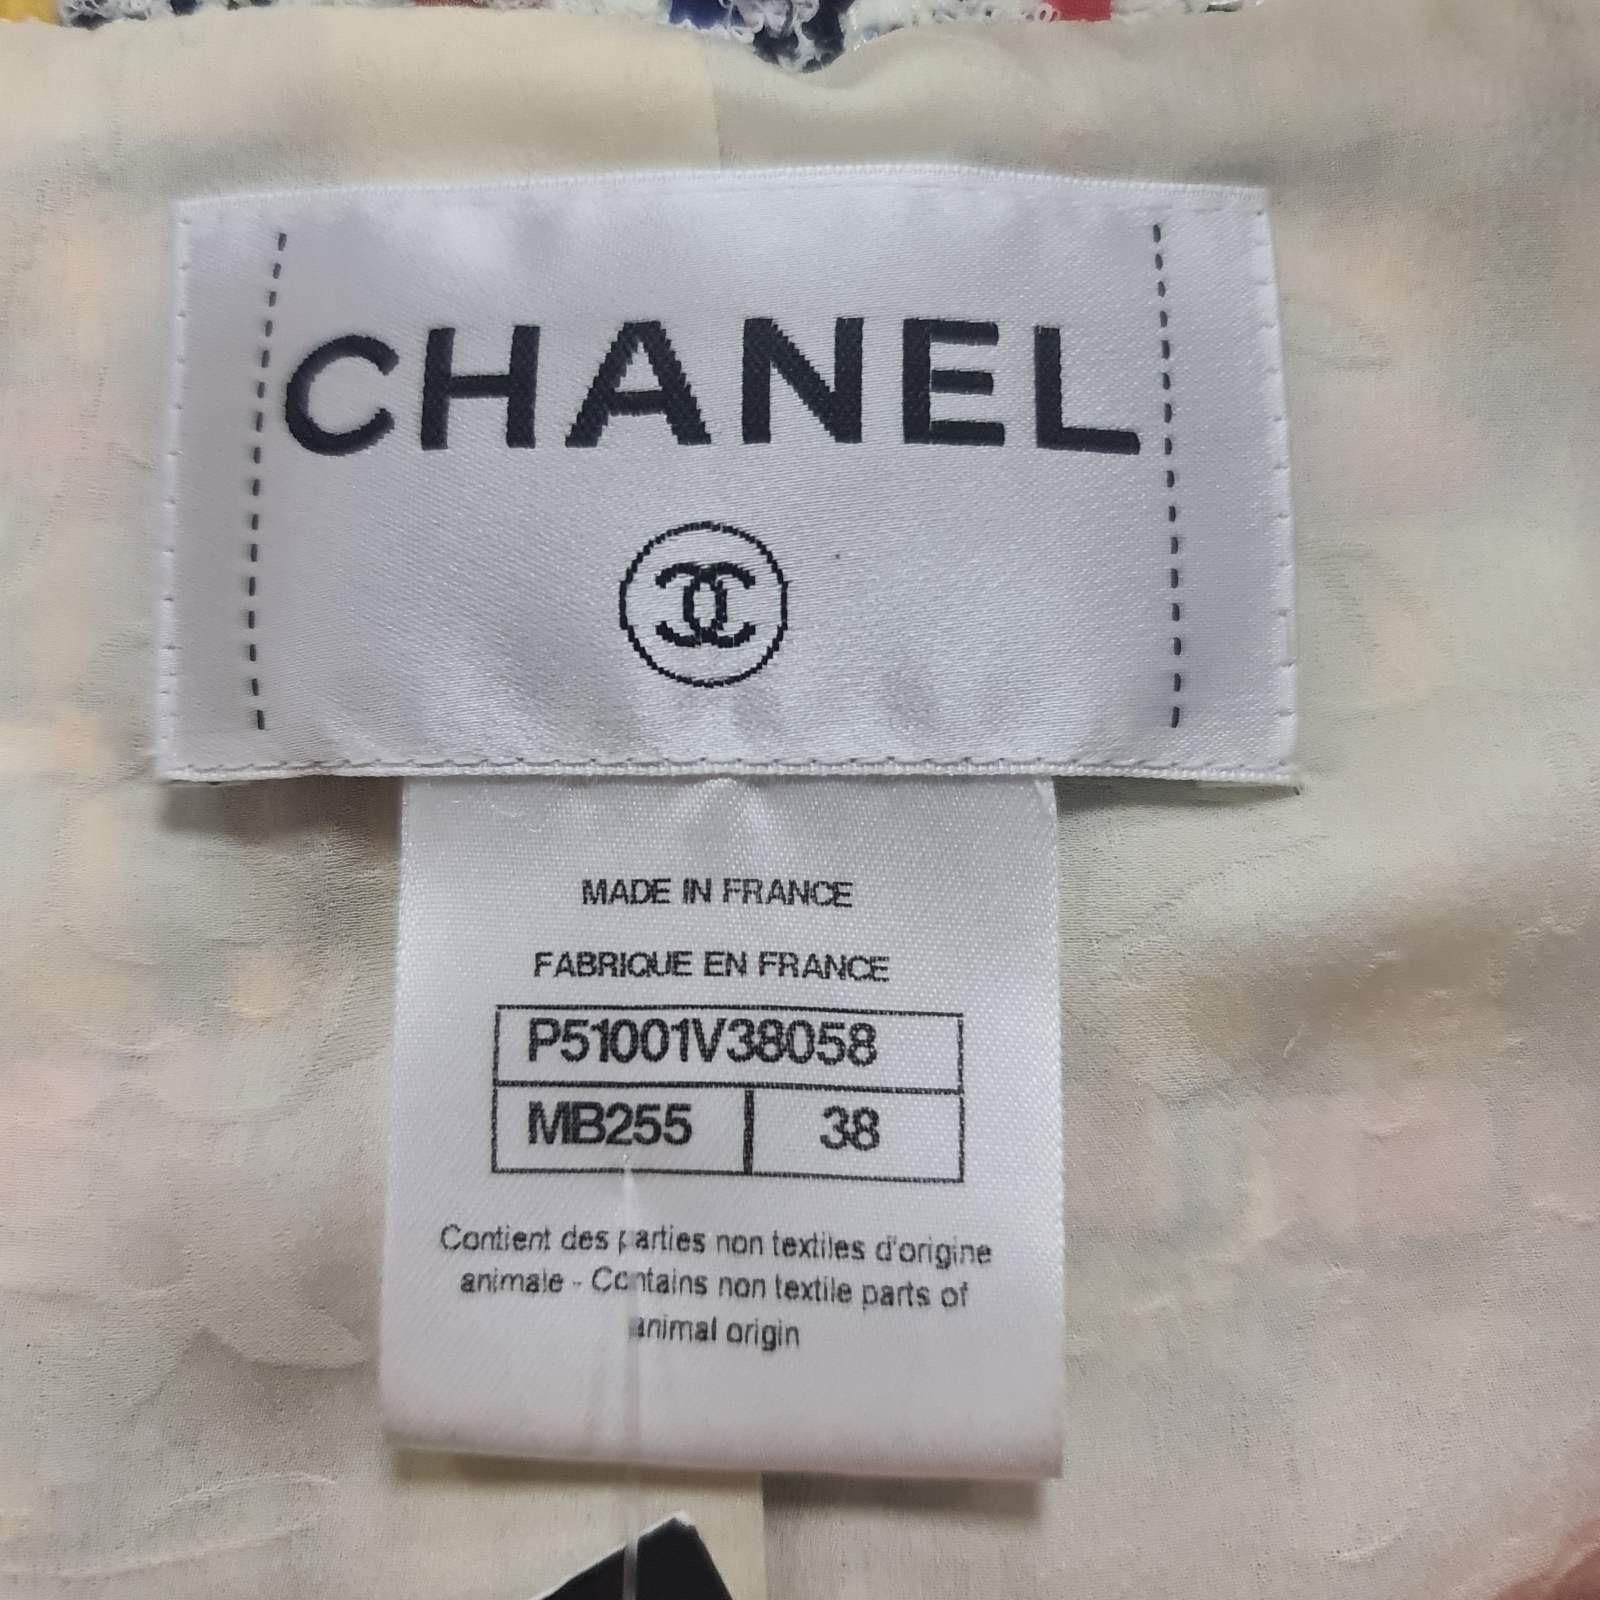 CHANEL
MADE IN FRANCE
FABRIQUE EN FRANCE
P51001V38058
MB255 38
Contient des parties non textiles d'origine
animale - Contains non textile parts of
animal origin